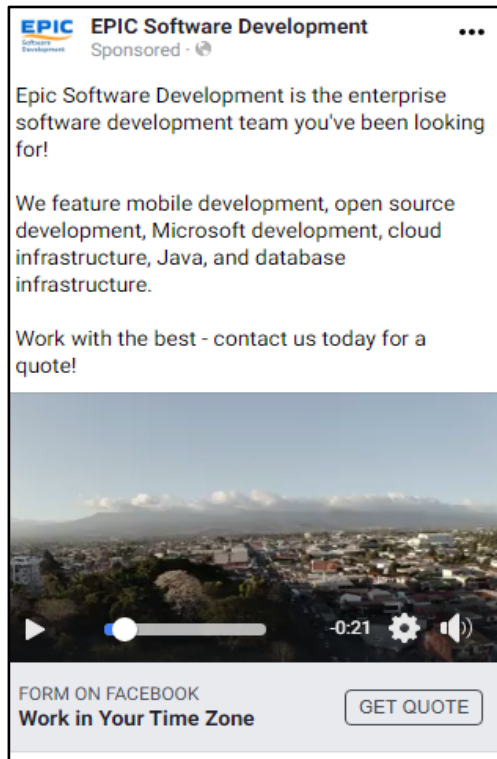 EPIC
Software
Development
EPIC Software Development
Sponsored ·
Epic Software Development is the enterprise
software development team you've been looking
for!
We feature mobile development, open source
development, Microsoft development, cloud
infrastructure, Java, and database
infrastructure.
Work with the best - contact us today for a
quote!
-0:21
FORM ON FACEBOOK
Work in Your Time Zone
GET QUOTE